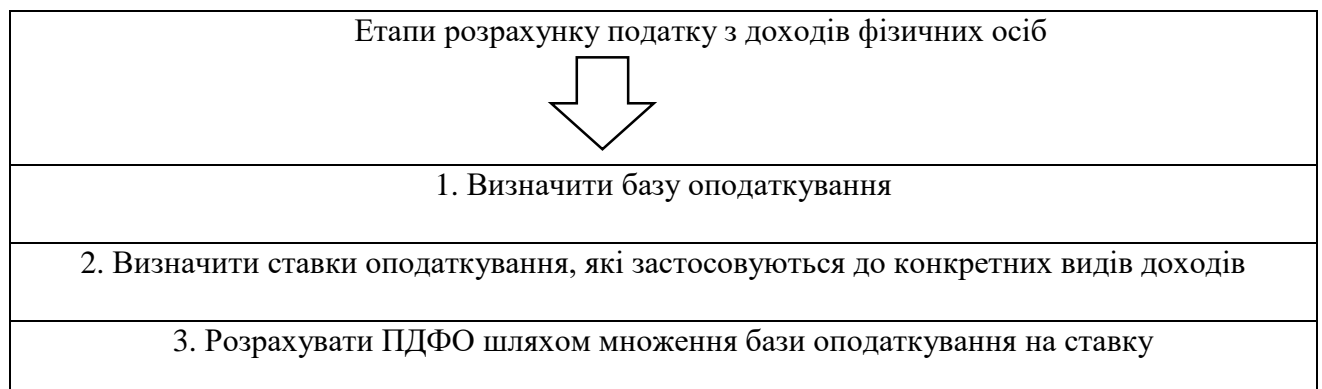 Етапи розрахунку податку з доходів фізичних осіб
1. Визначити базу оподаткування
2. Визначити ставки оподаткування, які застосовуються до конкретних видів доходів
3. Розрахувати ПДФО шляхом множення бази оподаткування на ставку